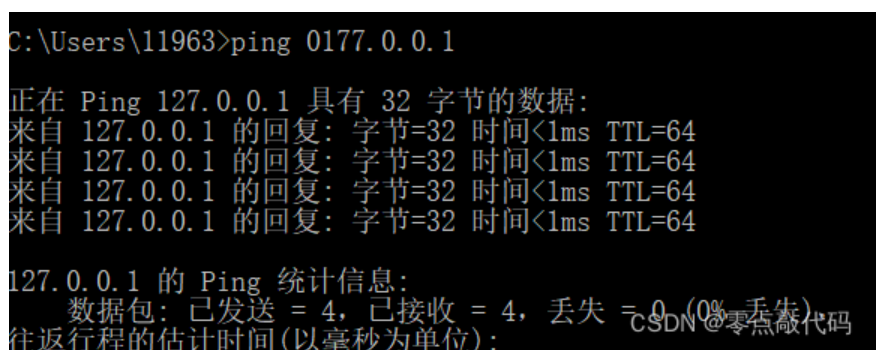 C:\Users\11963>ping 0177.0.0.1
正在 Ping 127.0.0.1 具有 32 字节的数据:
来自 127.0.0.1 的回复: 字节=32 时间<1ms TTL=64
来自 127.0.0.1 的回复: 字节=32 时间<1ms TTL=64
来自 127.0.0.1 的回复: 字节=32 时间<1ms TTL=64
来自 127.0.0.1 的回复: 字节=32 时间<1ms TTL=64
127.0.0.1 的 Ping 统计信息:
数据包: 已发送 = 4，已接收 = 4，丢失 = 0 (0% 丢失)，
CSDN @零点敲代码
往返行程的估计时间(以毫秒为单位):